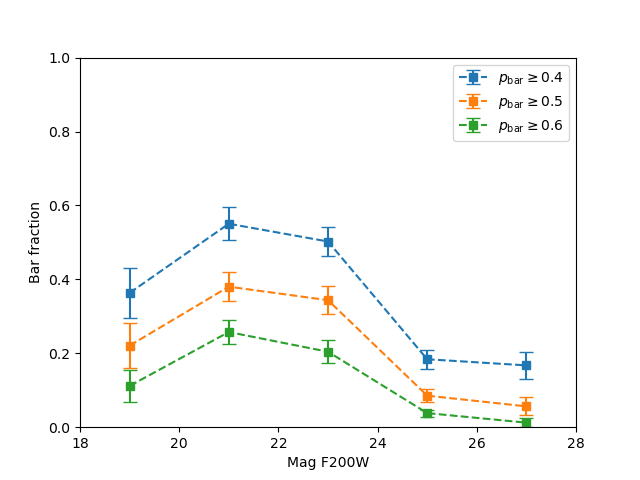 1.0
0.8
0.6
0.4
0.2
0.0
Bar fraction
18 20 22 24 26 28
Mag F200W
p_bar ≥ 0.4
p_bar ≥ 0.5
p_bar ≥ 0.6